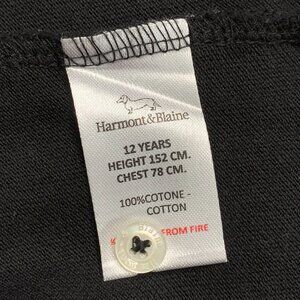 Harmont&Blaine
12 YEARS
HEIGHT 152 CM.
CHEST 78 CM.
100%COTONE -
COTTON
FROM FIRE